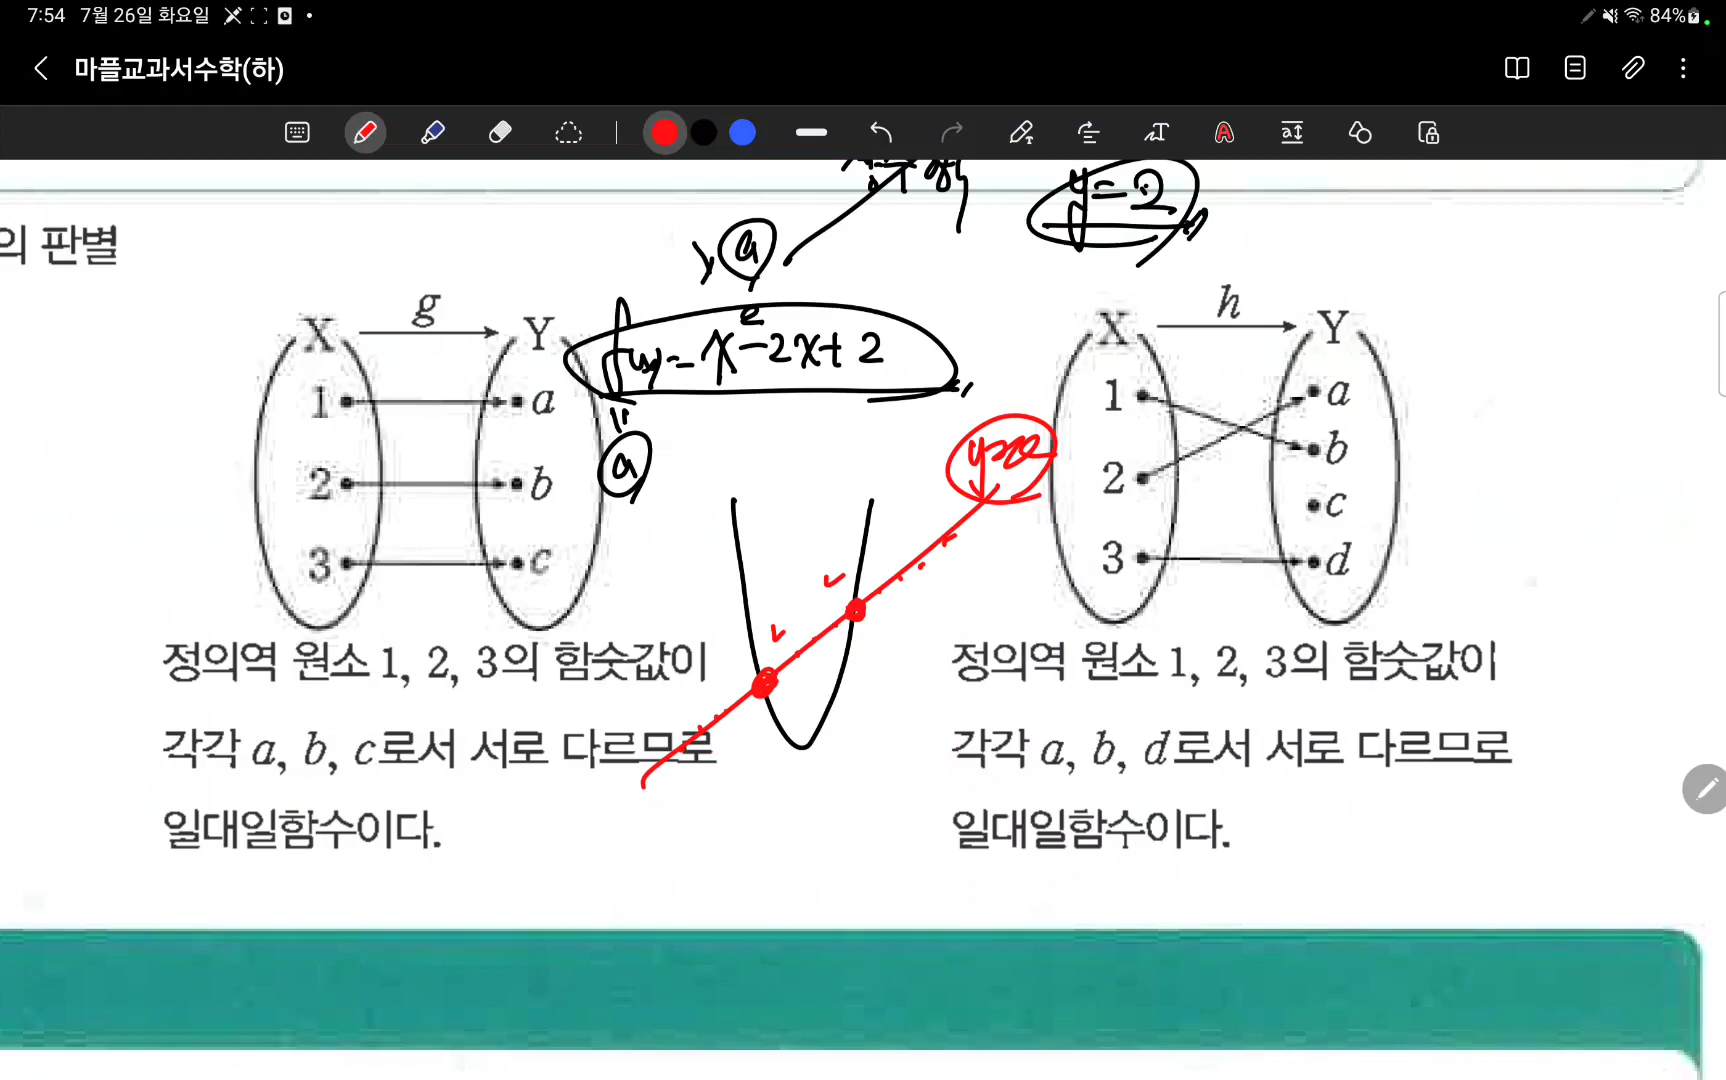 7:54 7월 26일 화요일
84%
마플교과서수학(하)
y=2
의 판별
a
X g Y
f(x)=x²-2x+2
X h Y
1 a
2 b
3 c
a
y=x
1 a
2 b
c
3 d
정의역 원소 1, 2, 3의 함숫값이
각각 a, b, c로서 서로 다르므로
일대일함수이다.
정의역 원소 1, 2, 3의 함숫값이
각각 a, b, d로서 서로 다르므로
일대일함수이다.